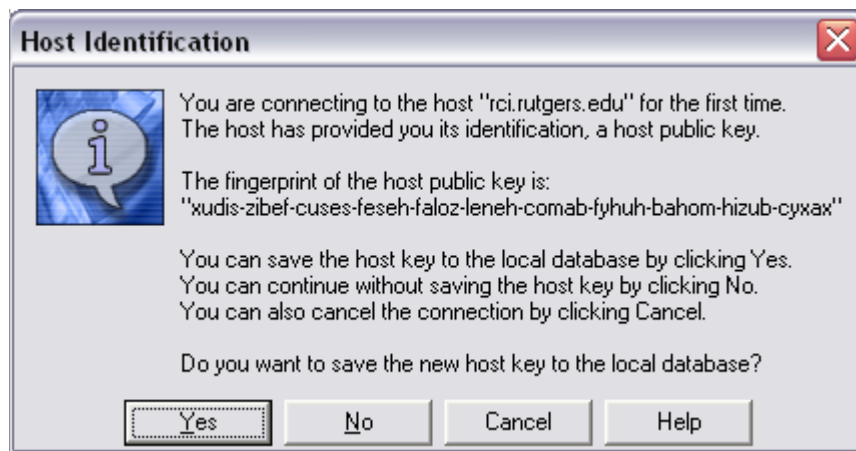 Host Identification
You are connecting to the host "rci.rutgers.edu" for the first time.
The host has provided you its identification, a host public key.
The fingerprint of the host public key is:
"xudis-zibef-cuses-feseh-faloz-leneh-comab-fyhuh-bahom-hizub-cyxax"
You can save the host key to the local database by clicking Yes.
You can continue without saving the host key by clicking No.
You can also cancel the connection by clicking Cancel.
Do you want to save the new host key to the local database?
Yes No Cancel Help